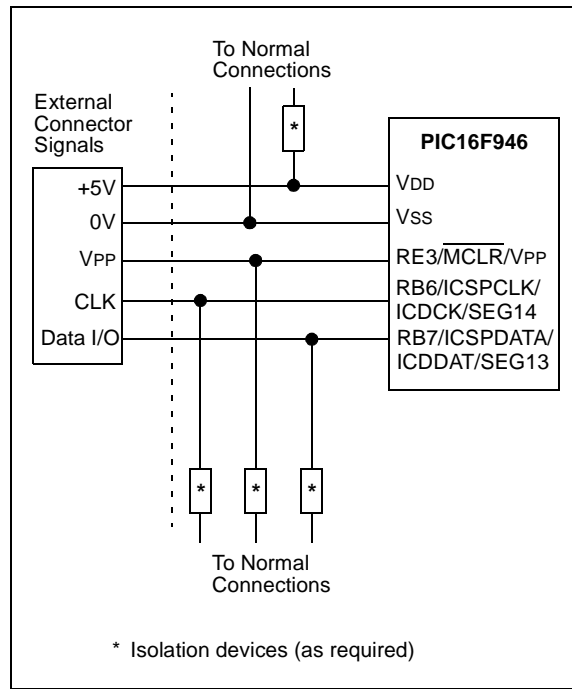 To Normal
Connections
External
Connector
Signals
*
PIC16F946
+5V
VDD
0V
VSS
VPP
RE3/MCLR/VPP
CLK
RB6/ICSPCLK/
ICDCK/SEG14
Data I/O
RB7/ICSPDATA/
ICDDAT/SEG13
* * *
To Normal
Connections
* Isolation devices (as required)